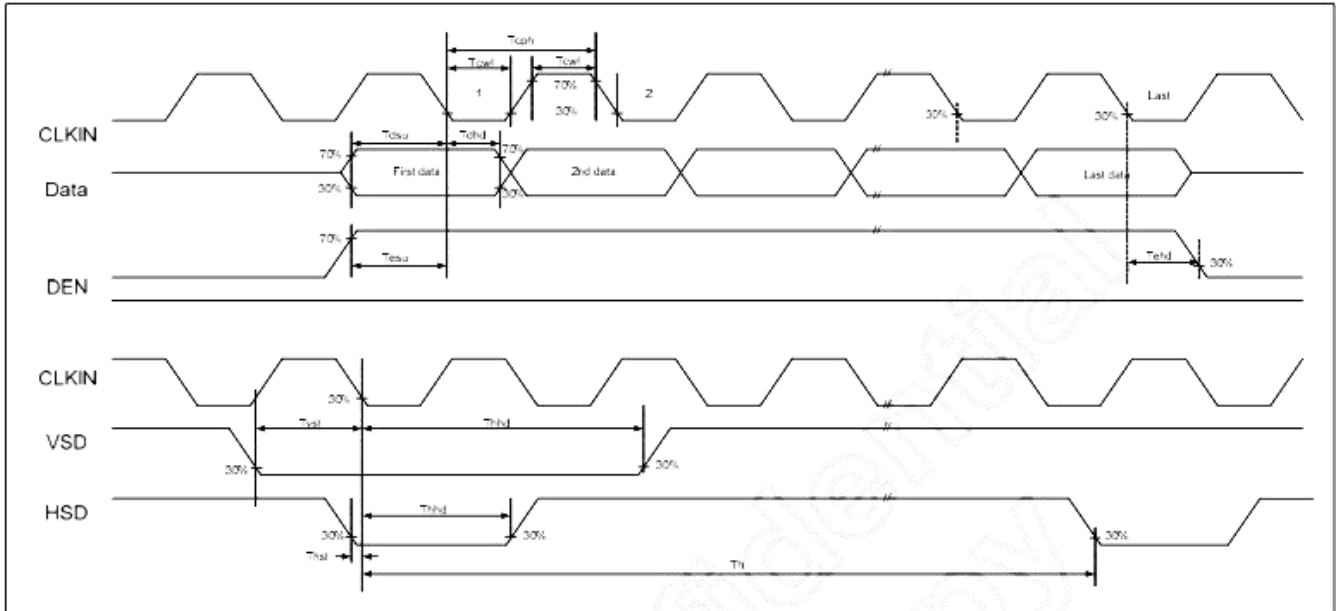 Tcph
Tcwl Tcwl
1 70% 2 Last
30% 30% 30%
CLKIN
Tdsu Tdhd
70% 70%
First data 2nd data Last data
Data 30% 30%
70%
Tesu Tehd 30%
DEN
CLKIN
30%
VSD Tvst Thhd
30% 30%
HSD
Thhd
30% 30% 30%
Thst
Th